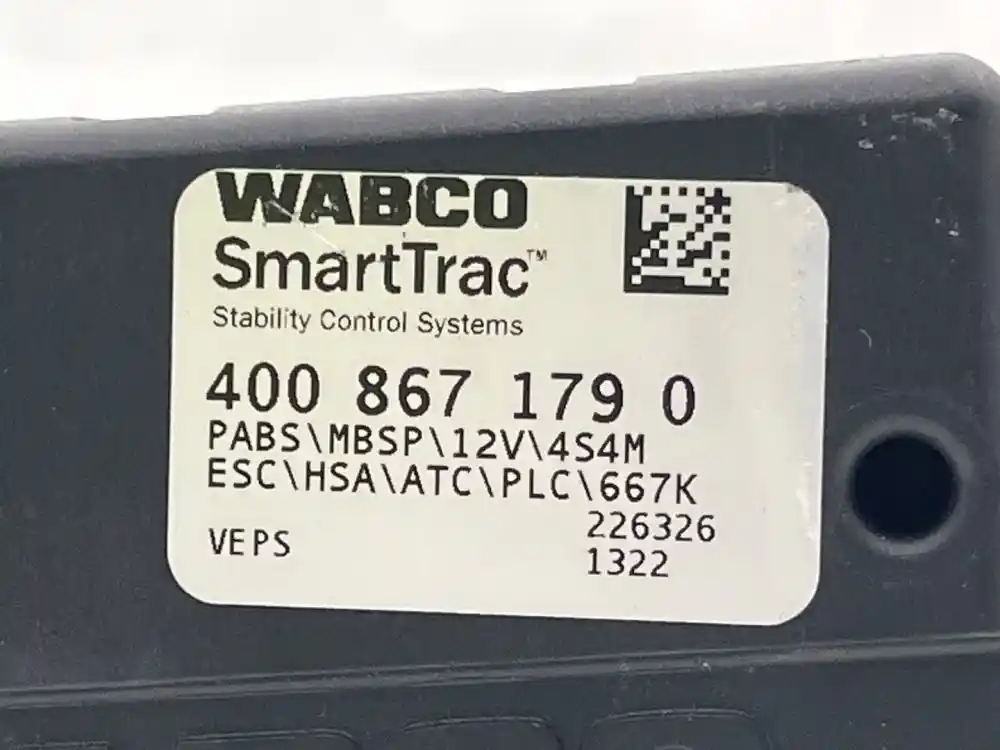 WABCO
SmartTrac™
Stability Control Systems
400 867 179 0
PABS\MBSP\12V\4S4M
ESC\HSA\ATC\PLC\667K
226326
VEPS
1322